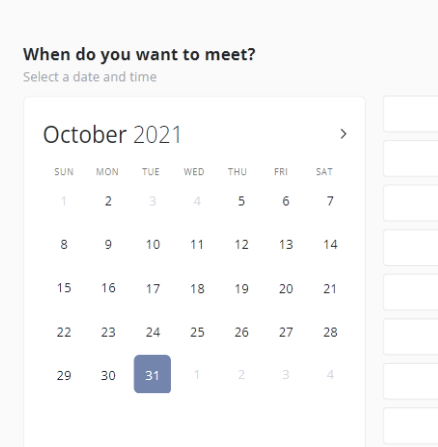 When do you want to meet?
Select a date and time
October 2021
SUN MON TUE WED THU FRI SAT
1 2 3 4 5 6 7
8 9 10 11 12 13 14
15 16 17 18 19 20 21
22 23 24 25 26 27 28
29 30 31 1 2 3 4